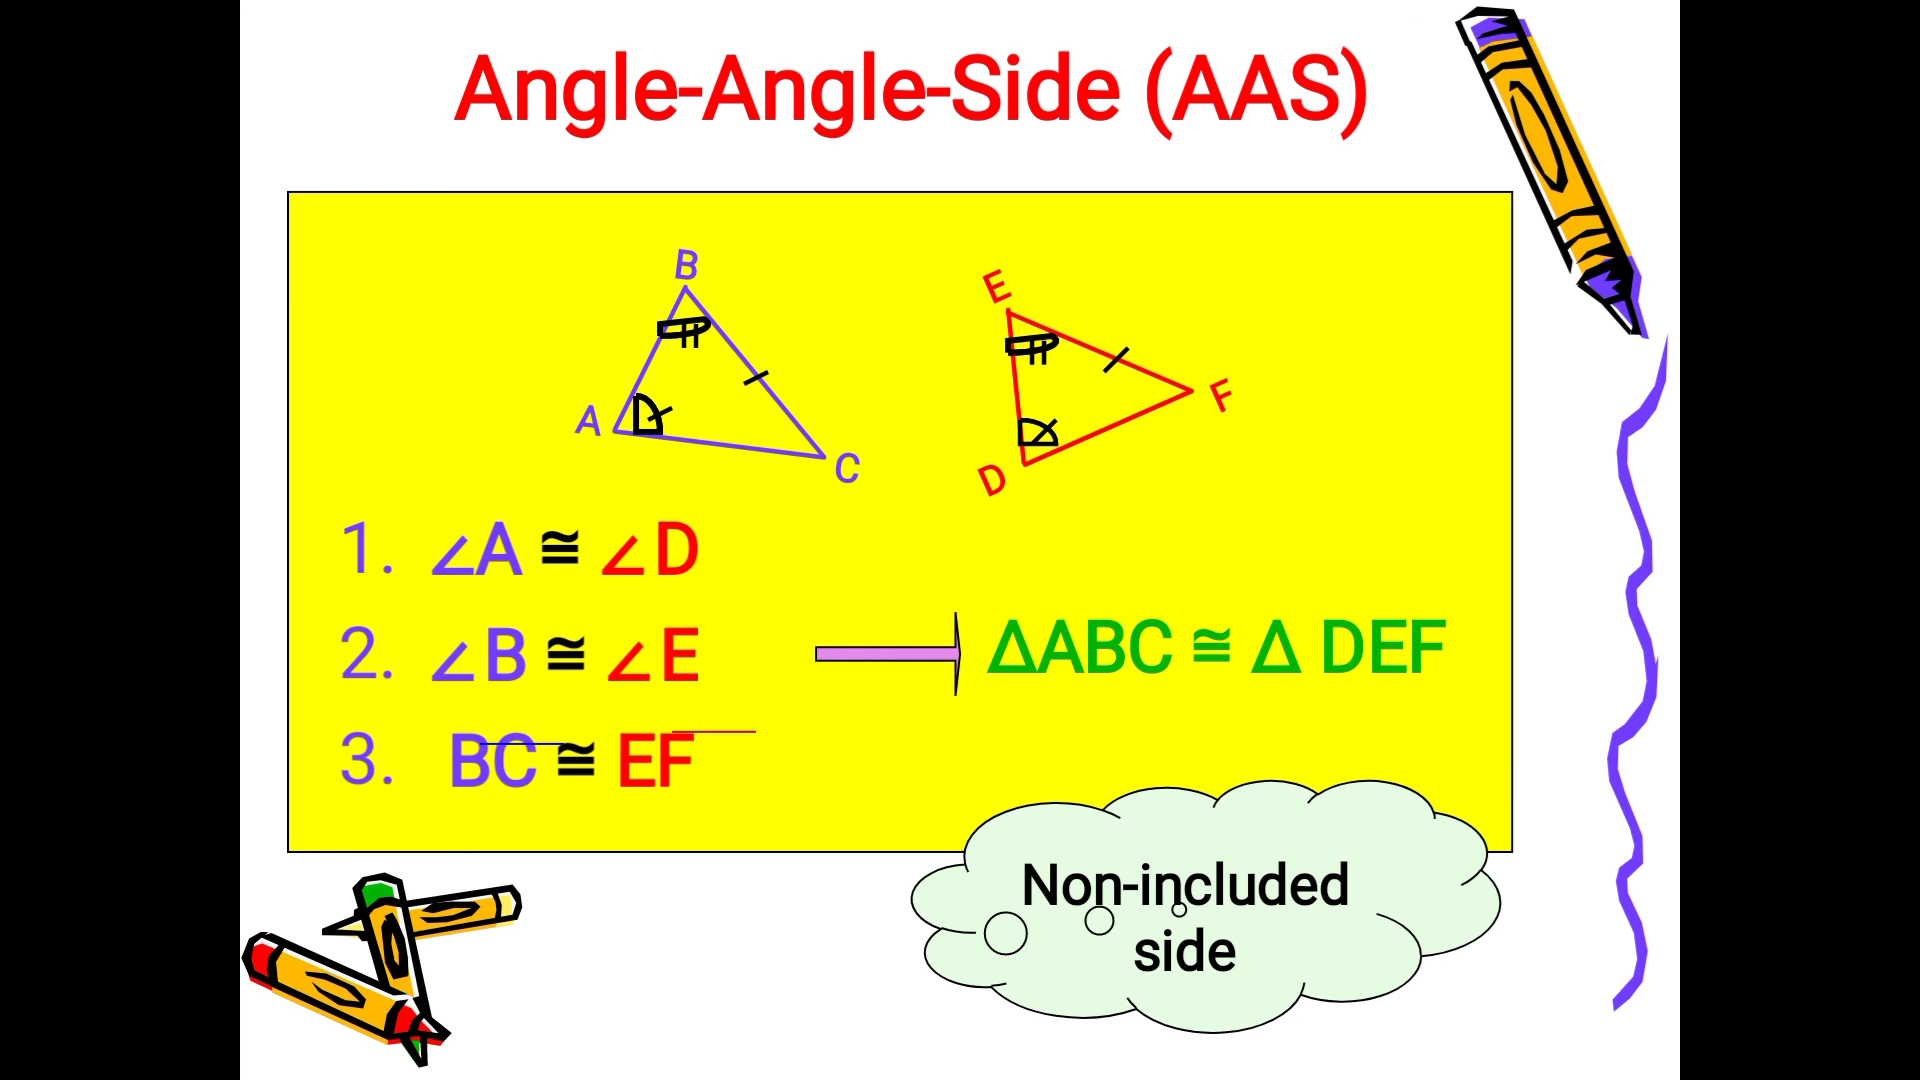 Angle-Angle-Side (AAS)
B
E
A
F
C
D
1. ∠A ≅ ∠D
2. ∠B ≅ ∠E
ΔABC ≅ Δ DEF
3. BC ≅ EF
Non-included
side